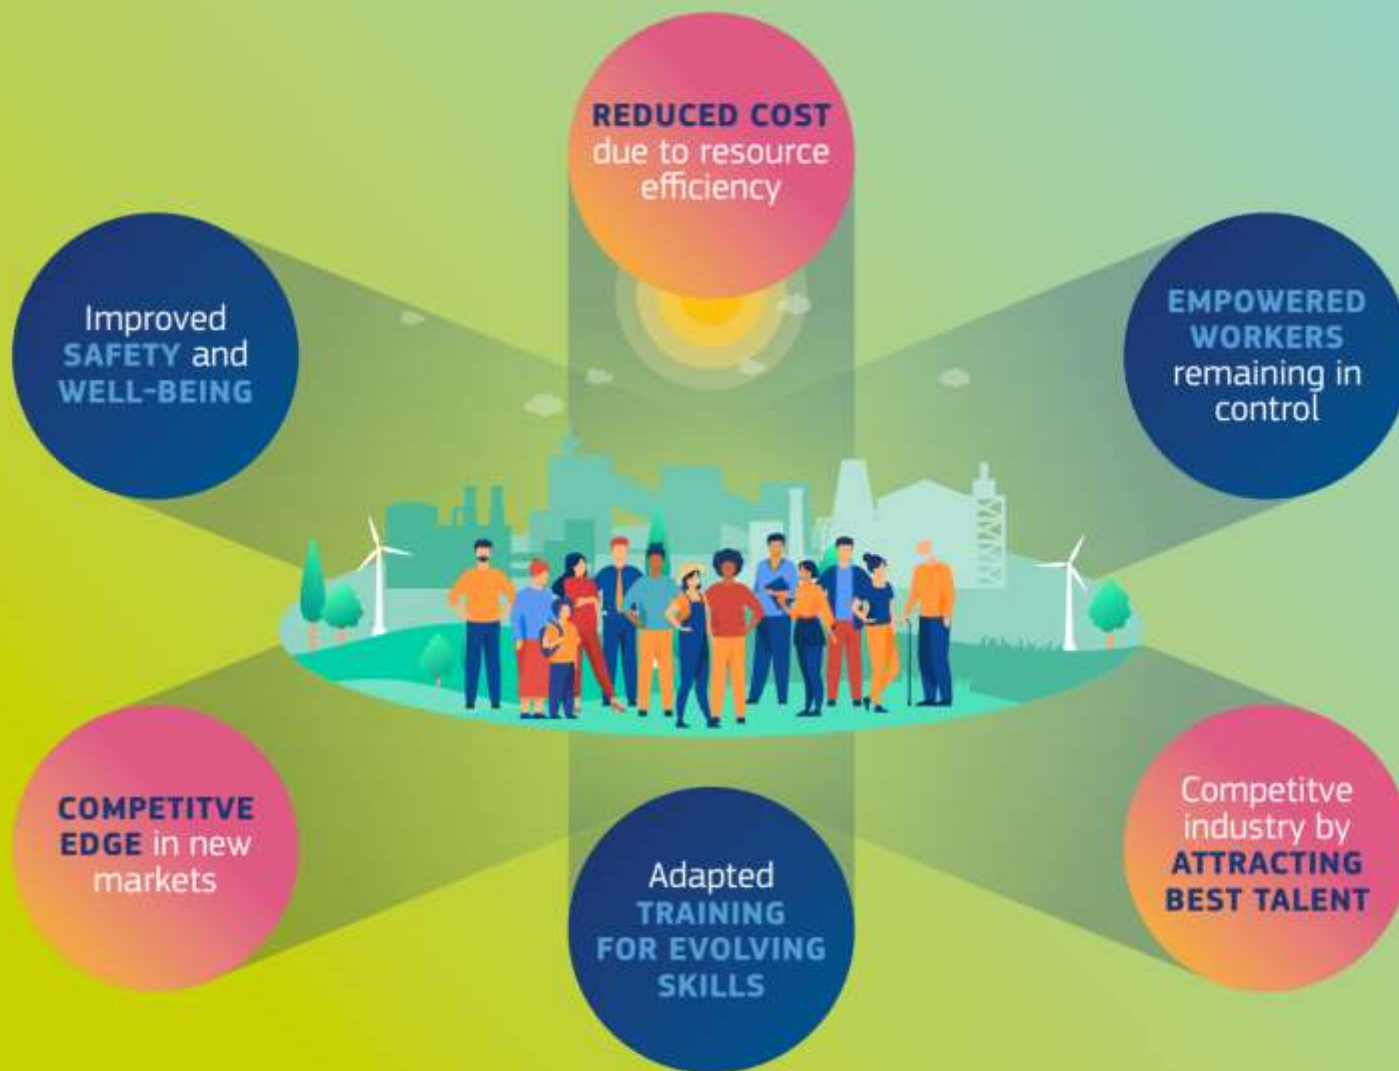 REDUCED COST
due to resource
efficiency
Improved
SAFETY and
WELL-BEING
EMPOWERED
WORKERS
remaining in
control
COMPETITVE
EDGE in new
markets
Adapted
TRAINING
FOR EVOLVING
SKILLS
Competitve
industry by
ATTRACTING
BEST TALENT